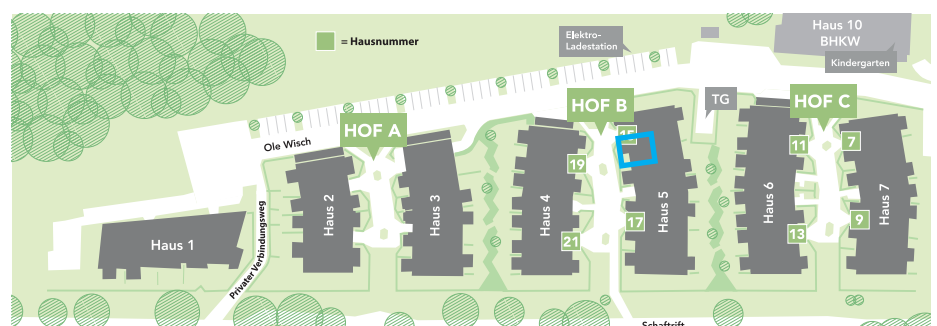 Haus 10
BHKW
Kindergarten
Elektro-
Ladestation
= Hausnummer
TG
HOF A
HOF B
HOF C
Ole Wisch
15
19
11
7
Haus 1
Haus 2
Haus 3
Haus 4
Haus 5
Haus 6
Haus 7
17
21
13
9
Privater Verbindungsweg
Schaftrift